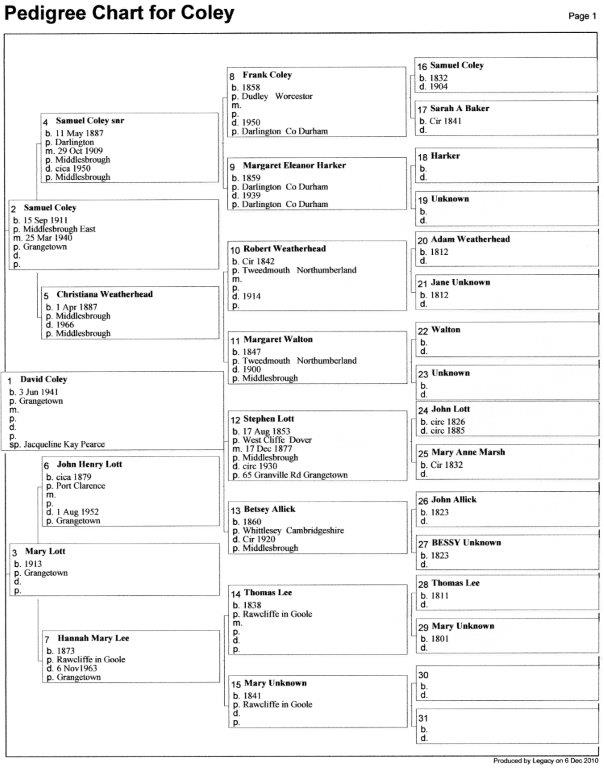 Pedigree Chart for Coley
Page 1
1 David Coley
b. 3 Jun 1941
p. Grangetown
m.
p.
d.
p.
sp. Jacqueline Kay Pearce
2 Samuel Coley
b. 15 Sep 1911
p. Middlesbrough East
m. 25 Mar 1940
p. Grangetown
d.
p.
3 Mary Lott
b. 1913
p. Grangetown
d.
p.
4 Samuel Coley snr
b. 11 May 1887
p. Darlington
m. 29 Oct 1909
p. Middlesbrough
d. cica 1950
p. Middlesbrough
5 Christiana Weatherhead
b. 1 Apr 1887
p. Middlesbrough
d. 1966
p. Middlesbrough
6 John Henry Lott
b. cica 1879
p. Port Clarence
m.
p.
d. 1 Aug 1952
p. Grangetown
7 Hannah Mary Lee
b. 1873
p. Rawcliffe in Goole
d. 6 Nov1963
p. Grangetown
8 Frank Coley
b. 1858
p. Dudley Worcestor
m.
p.
d. 1950
p. Darlington Co Durham
9 Margaret Eleanor Harker
b. 1859
p. Darlington Co Durham
d. 1939
p. Darlington Co Durham
10 Robert Weatherhead
b. Cir 1842
p. Tweedmouth Northumberland
m.
p.
d. 1914
p.
11 Margaret Walton
b. 1847
p. Tweedmouth Northumberland
d. 1900
p. Middlesbrough
12 Stephen Lott
b. 17 Aug 1853
p. West Cliffe Dover
m. 17 Dec 1877
p. Middlesbrough
d. circ 1930
p. 65 Granville Rd Grangetown
13 Betsey Allick
b. 1860
p. Whittlesey Cambridgeshire
d. Cir 1920
p. Middlesbrough
14 Thomas Lee
b. 1838
p. Rawcliffe in Goole
m.
p.
d.
p.
15 Mary Unknown
b. 1841
p. Rawcliffe in Goole
d.
p.
16 Samuel Coley
b. 1832
d. 1904
17 Sarah A Baker
b. Cir 1841
d.
18 Harker
b.
d.
19 Unknown
b.
d.
20 Adam Weatherhead
b. 1812
d.
21 Jane Unknown
b. 1812
d.
22 Walton
b.
d.
23 Unknown
b.
d.
24 John Lott
b. circ 1826
d. circ 1885
25 Mary Anne Marsh
b. Cir 1832
d.
26 John Allick
b. 1823
d.
27 BESSY Unknown
b. 1823
d.
28 Thomas Lee
b. 1811
d.
29 Mary Unknown
b. 1801
d.
30
b.
d.
31
b.
d.
Produced by Legacy on 6 Dec 2010